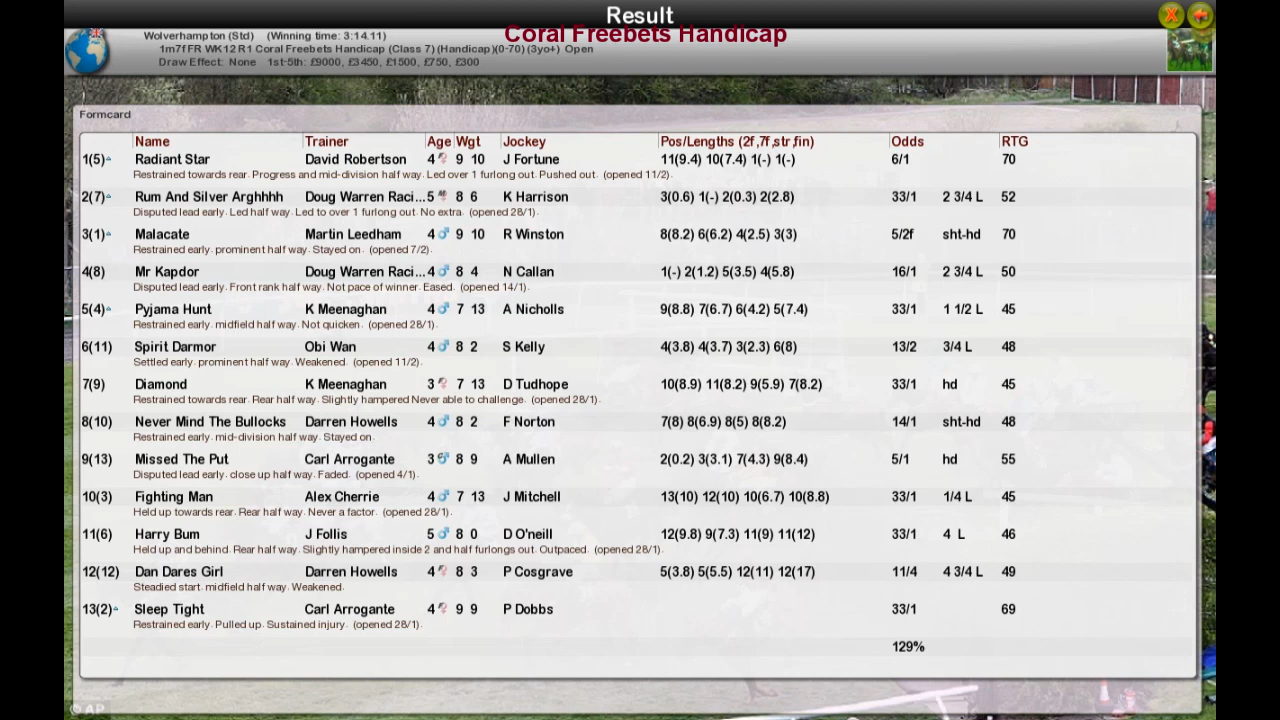 Result
Coral Freebets Handicap
Wolverhampton (Std) (Winning time: 3:14.11)
1m7f FR WK12 R1 Coral Freebets Handicap (Class 7) (Handicap)(0-70) (3yo+) Open
Draw Effect: None 1st-5th: £9000, £3450, £1500, £750, £300
Formcard
Name Trainer Age Wgt Jockey Pos/Lengths (2f,7f,str,fin) Odds RTG
1(5) Radiant Star David Robertson 4 9 10 J Fortune 11(9.4) 10(7.4) 1(-) 1(-) 6/1 70
Restrained towards rear. Progress and mid-division half way. Led over 1 furlong out. Pushed out. (opened 11/2).
2(7) Rum And Silver Arghhhh Doug Warren Raci... 5 8 6 K Harrison 3(0.6) 1(-) 2(0.3) 2(2.8) 33/1 2 3/4 L 52
Disputed lead early. Led half way. Led to over 1 furlong out. No extra. (opened 28/1).
3(1) Malacate Martin Leedham 4 9 10 R Winston 8(8.2) 6(6.2) 4(2.5) 3(3) 5/2f sht-hd 70
Restrained early. prominent half way. Stayed on. (opened 7/2).
4(8) Mr Kapdor Doug Warren Raci... 4 8 4 N Callan 1(-) 2(1.2) 5(3.5) 4(5.8) 16/1 2 3/4 L 50
Disputed lead early. Front rank half way. Not pace of winner. Eased. (opened 14/1).
5(4) Pyjama Hunt K Meenaghan 4 7 13 A Nicholls 9(8.8) 7(6.7) 6(4.2) 5(7.4) 33/1 1 1/2 L 45
Restrained early. midfield half way. Not quicken. (opened 28/1).
6(11) Spirit Darmor Obi Wan 4 8 2 S Kelly 4(3.8) 4(3.7) 3(2.3) 6(8) 13/2 3/4 L 48
Settled early. prominent half way. Weakened. (opened 11/2).
7(9) Diamond K Meenaghan 3 7 13 D Tudhope 10(8.9) 11(8.2) 9(5.9) 7(8.2) 33/1 hd 45
Restrained towards rear. Rear half way. Slightly hampered Never able to challenge. (opened 28/1).
8(10) Never Mind The Bullocks Darren Howells 4 8 2 F Norton 7(8) 8(6.9) 8(5) 8(8.2) 14/1 sht-hd 48
Restrained early. mid-division half way. Stayed on.
9(13) Missed The Put Carl Arrogante 3 8 9 A Mullen 2(0.2) 3(3.1) 7(4.3) 9(8.4) 5/1 hd 55
Disputed lead early. close up half way. Faded. (opened 4/1).
10(3) Fighting Man Alex Cherrie 4 7 13 J Mitchell 13(10) 12(10) 10(6.7) 10(8.8) 33/1 1/4 L 45
Held up towards rear. Rear half way. Never a factor. (opened 28/1).
11(6) Harry Bum J Follis 5 8 0 D O'neill 12(9.8) 9(7.3) 11(9) 11(12) 33/1 4 L 46
Held up and behind. Rear half way. Slightly hampered inside 2 and half furlongs out. Outpaced. (opened 28/1).
12(12) Dan Dares Girl Darren Howells 4 8 3 P Cosgrave 5(3.8) 5(5.5) 12(11) 12(17) 11/4 4 3/4 L 49
Steadied start. midfield half way. Weakened.
13(2) Sleep Tight Carl Arrogante 4 9 9 P Dobbs 33/1 69
Restrained early. Pulled up. Sustained injury. (opened 28/1).
129%
© AP